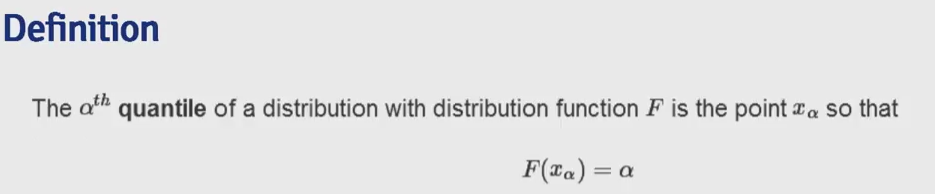 Definition
The α^th quantile of a distribution with distribution function F is the point x_α so that
F(x_α) = α